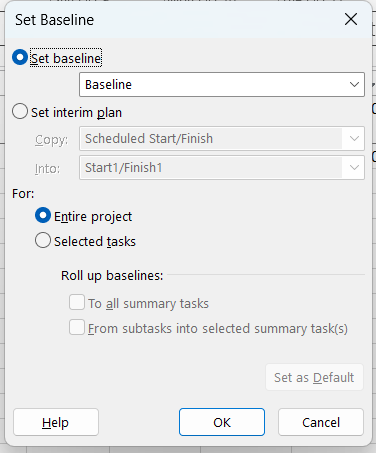 Set Baseline
Set baseline
Baseline
Set interim plan
Copy: Scheduled Start/Finish
Into: Start1/Finish1
For:
Entire project
Selected tasks
Roll up baselines:
To all summary tasks
From subtasks into selected summary task(s)
Set as Default
Help OK Cancel